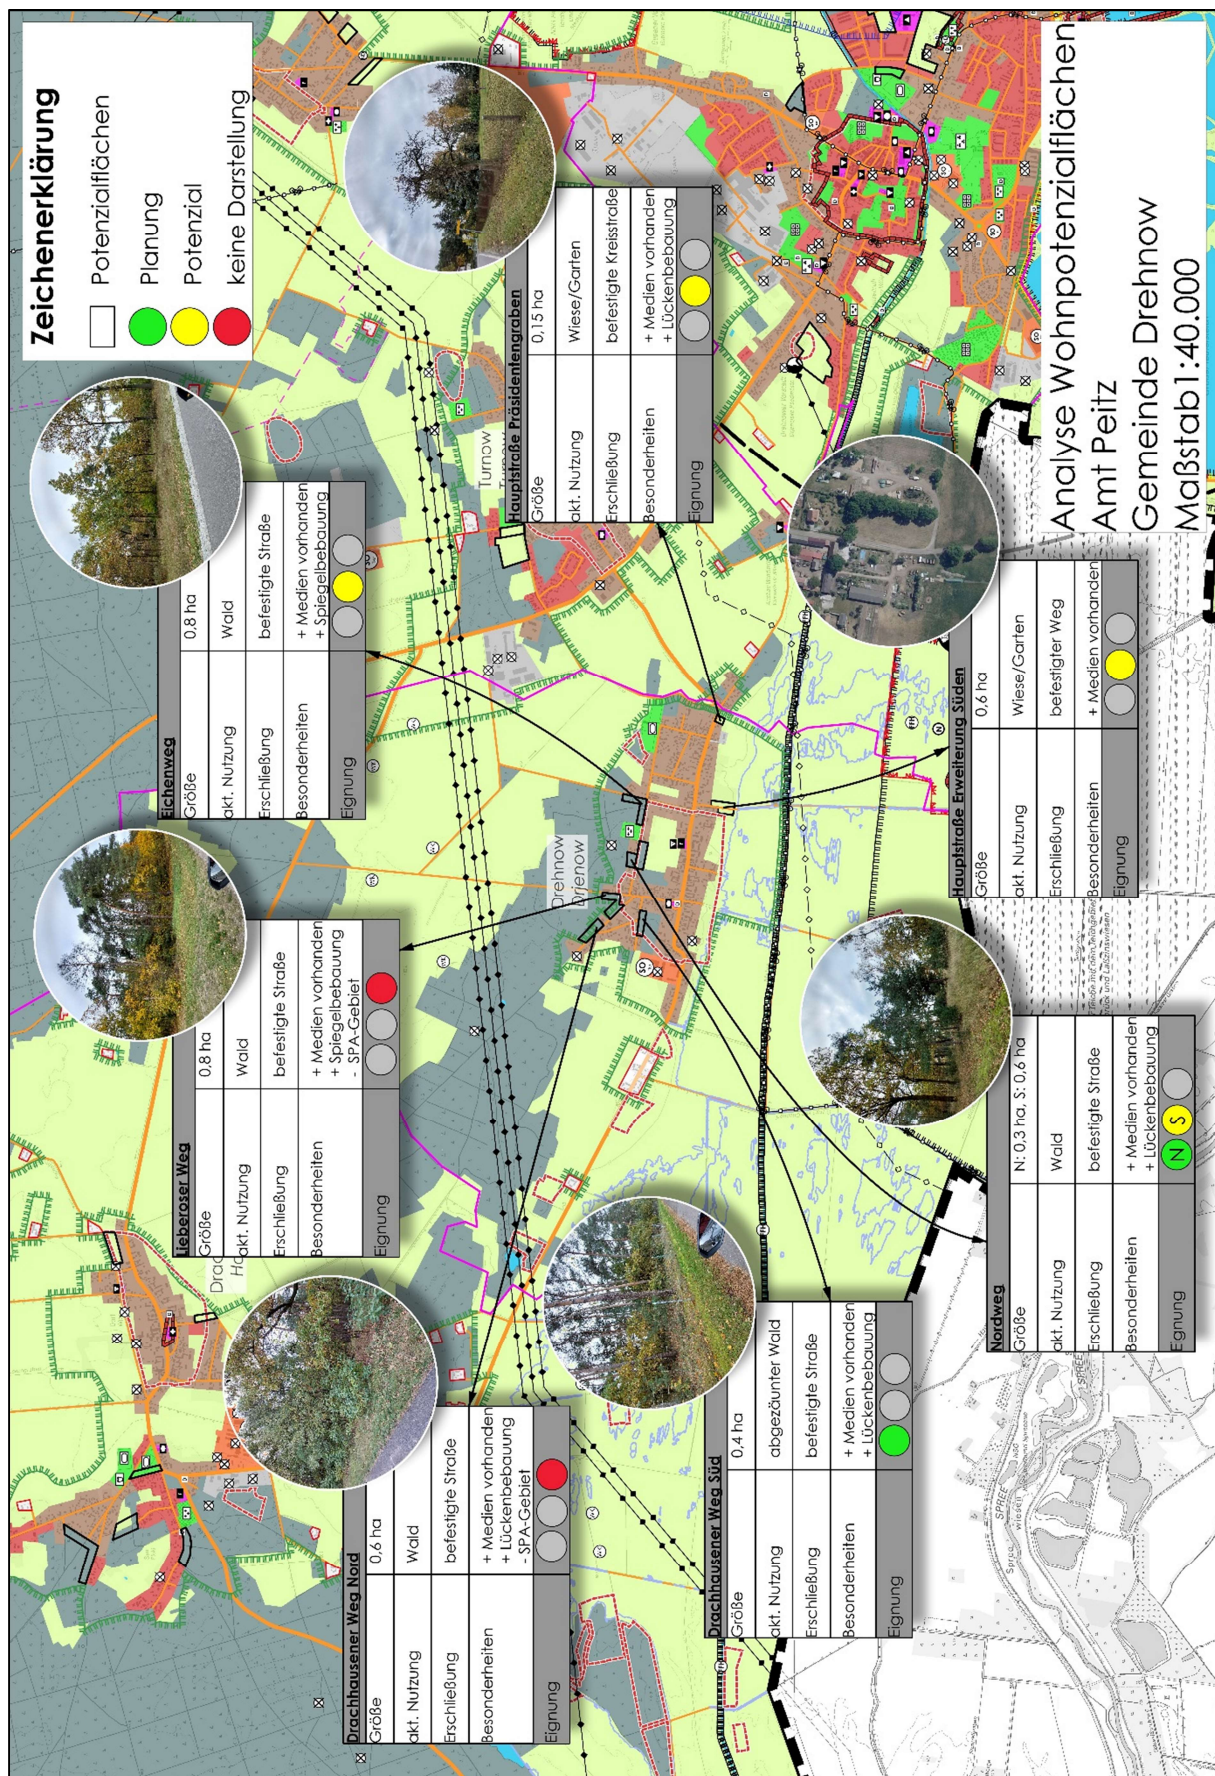 Zeichenerklärung
Potenzialflächen
Planung
Potenzial
keine Darstellung
Eichenweg
Größe 0,8 ha
akt. Nutzung Wald
Erschließung befestigte Straße
Besonderheiten + Medien vorhanden
+ Spiegelbebauung
Eignung
Lieberoser Weg
Größe 0,8 ha
akt. Nutzung Wald
Erschließung befestigte Straße
Besonderheiten + Medien vorhanden
+ Spiegelbebauung
- SPA-Gebiet
Eignung
Drachhausener Weg Nord
Größe 0,6 ha
akt. Nutzung Wald
Erschließung befestigte Straße
Besonderheiten + Medien vorhanden
+ Lückenbebauung
- SPA-Gebiet
Eignung
Hauptstraße Präsidentengraben
Größe 0,15 ha
akt. Nutzung Wiese/Garten
Erschließung befestigte Kreisstraße
Besonderheiten + Medien vorhanden
+ Lückenbebauung
Eignung
Turnow
Drehnow
Drjenow
Drachhausener Weg Süd
Größe 0,4 ha
akt. Nutzung abgezäunter Wald
Erschließung befestigte Straße
Besonderheiten + Medien vorhanden
+ Lückenbebauung
Eignung
Hauptstraße Erweiterung Süden
Größe 0,6 ha
akt. Nutzung Wiese/Garten
Erschließung befestigter Weg
Besonderheiten + Medien vorhanden
Eignung
Nordweg
Größe N: 0,3 ha, S: 0,6 ha
akt. Nutzung Wald
Erschließung befestigte Straße
Besonderheiten + Medien vorhanden
+ Lückenbebauung
Eignung N S
SPREE
SPREE
Analyse Wohnpotenzialflächen
Amt Peitz
Gemeinde Drehnow
Maßstab1:40.000